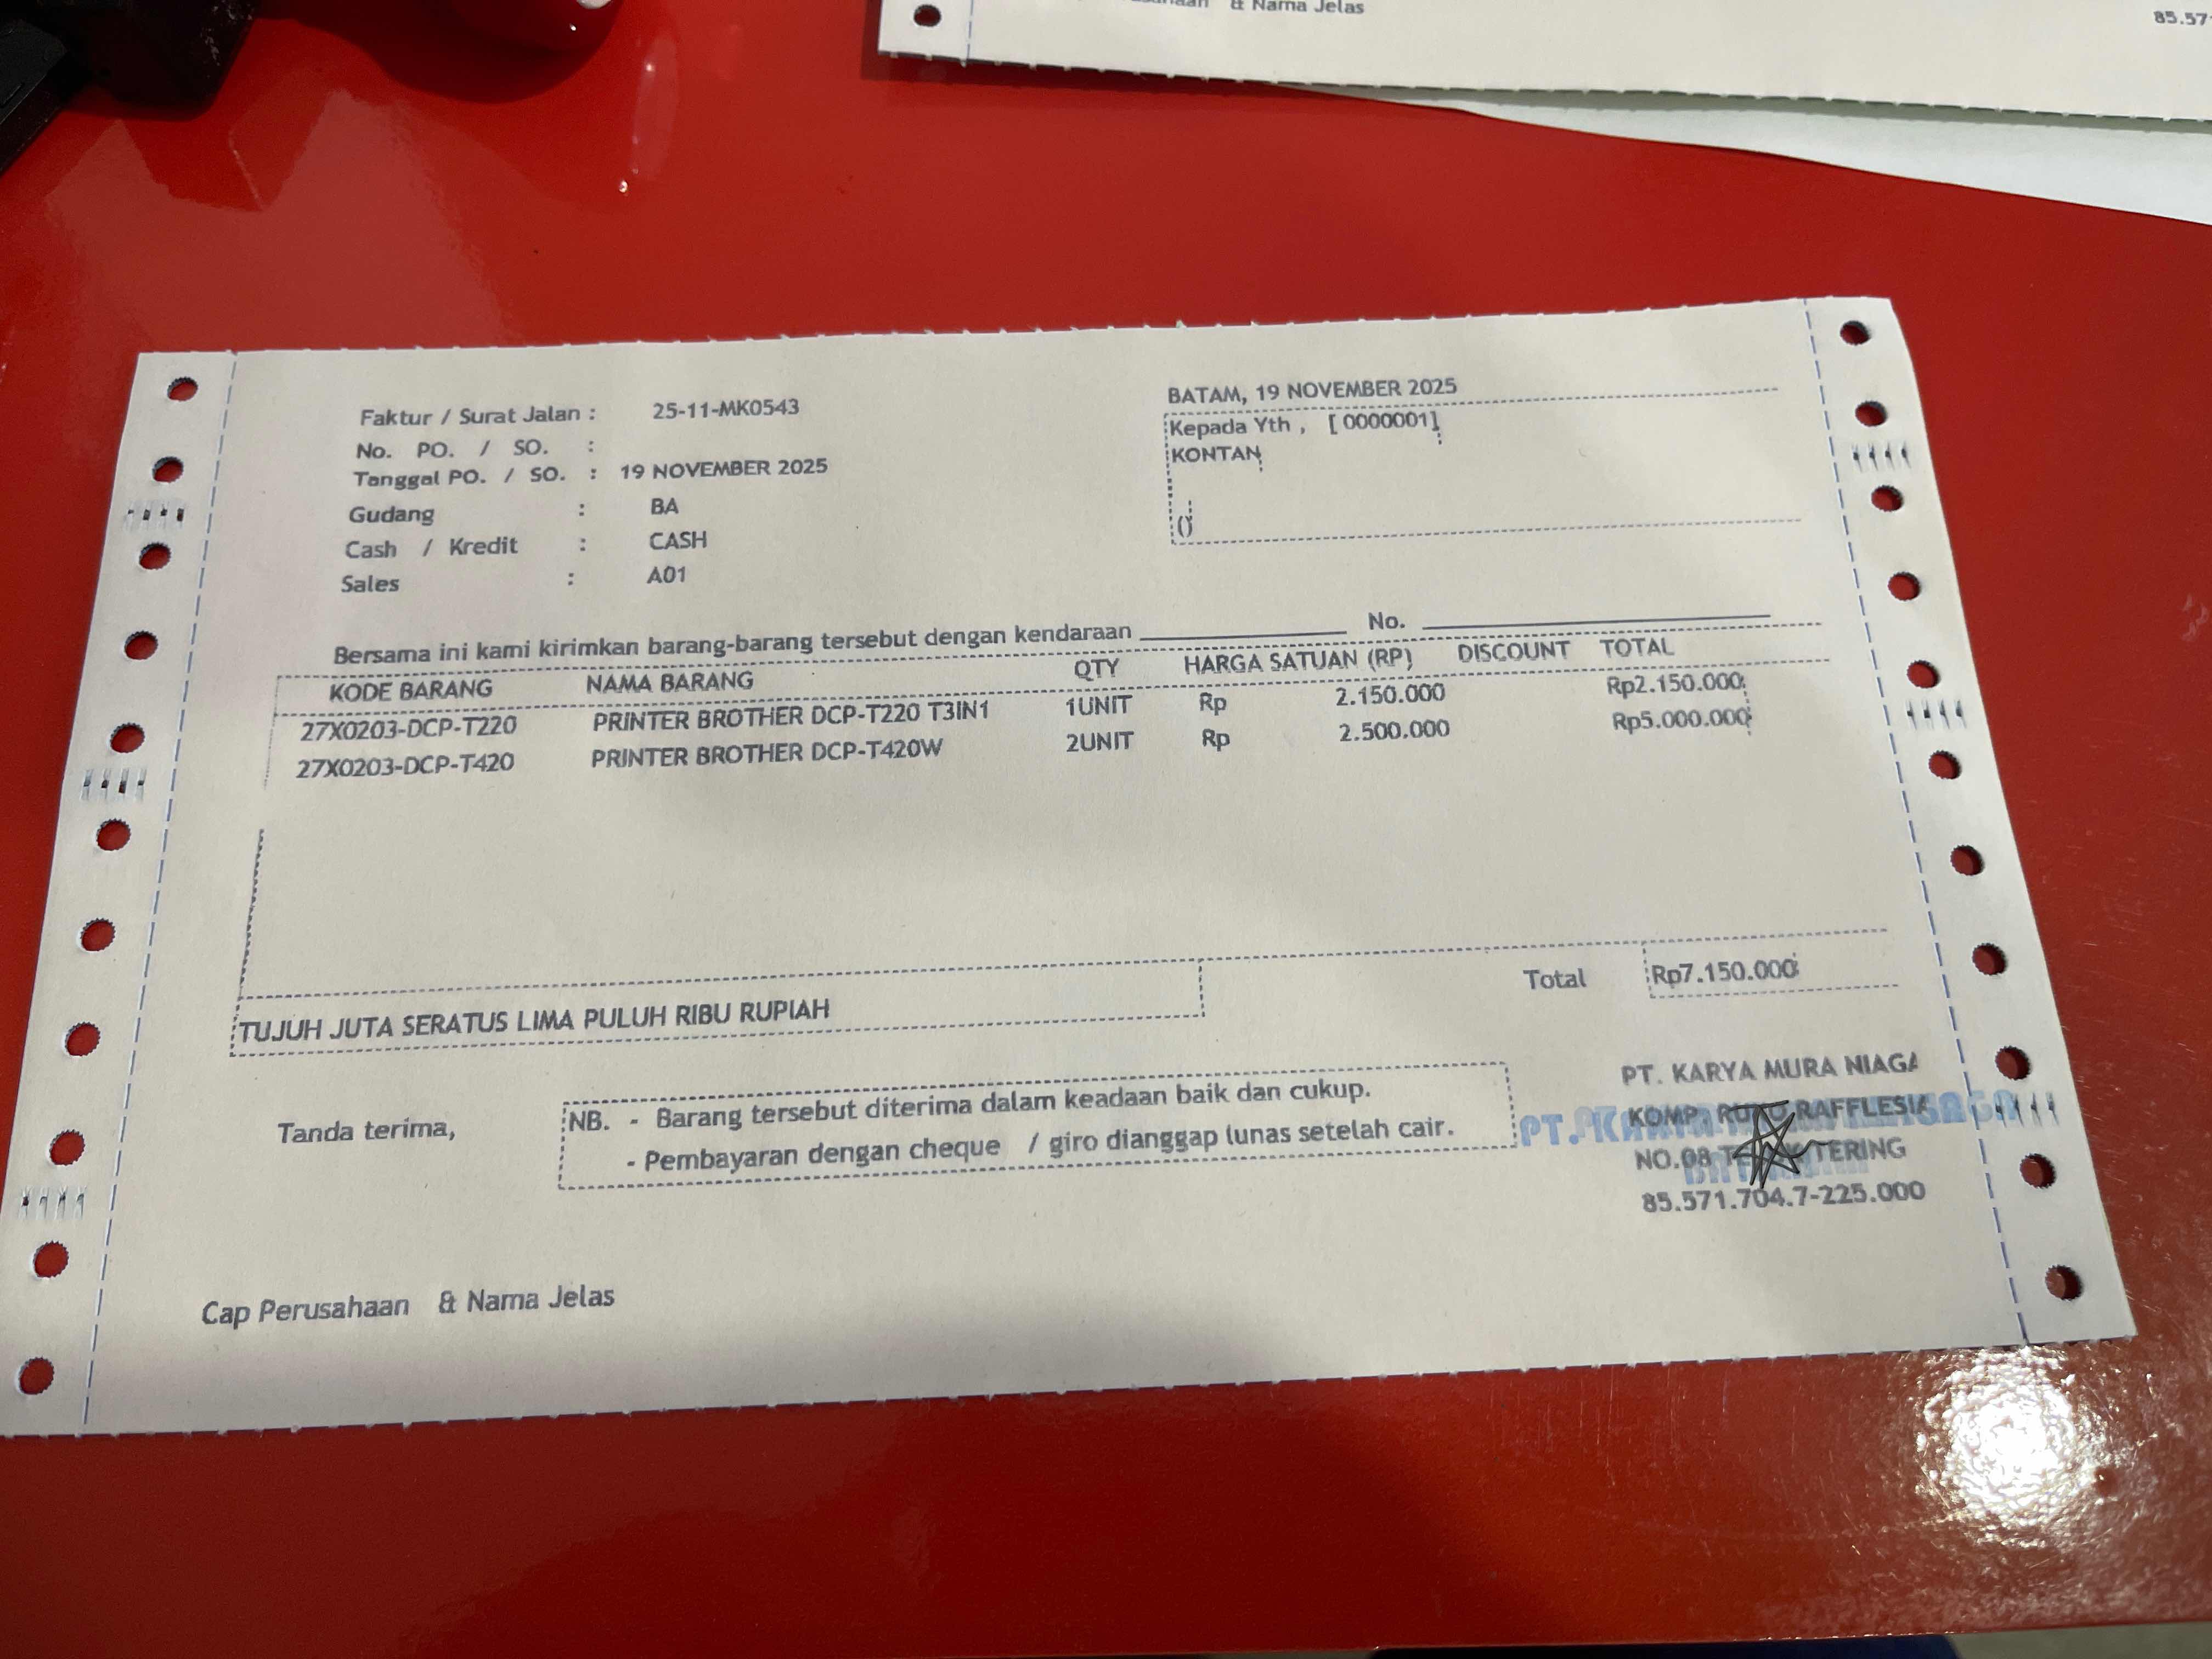 & Nama Jelas
85.57
Faktur / Surat Jalan : 25-11-MK0543
No. PO. / SO. :
Tanggal PO. / SO. : 19 NOVEMBER 2025
Gudang : BA
Cash / Kredit : CASH
Sales : A01
BATAM, 19 NOVEMBER 2025
Kepada Yth , [ 0000001]
KONTAN
()
Bersama ini kami kirimkan barang-barang tersebut dengan kendaraan No.
KODE BARANG NAMA BARANG QTY HARGA SATUAN (RP) DISCOUNT TOTAL
27X0203-DCP-T220 PRINTER BROTHER DCP-T220 T3IN1 1UNIT Rp 2.150.000 Rp2.150.000
27X0203-DCP-T420 PRINTER BROTHER DCP-T420W 2UNIT Rp 2.500.000 Rp5.000.000
Total Rp7.150.000
TUJUH JUTA SERATUS LIMA PULUH RIBU RUPIAH
Tanda terima,
NB. - Barang tersebut diterima dalam keadaan baik dan cukup.
- Pembayaran dengan cheque / giro dianggap lunas setelah cair.
PT. KARYA MURA NIAGA
KOMP. RUKO RAFFLESIA
NO.08 TERING
85.571.704.7-225.000
Cap Perusahaan & Nama Jelas